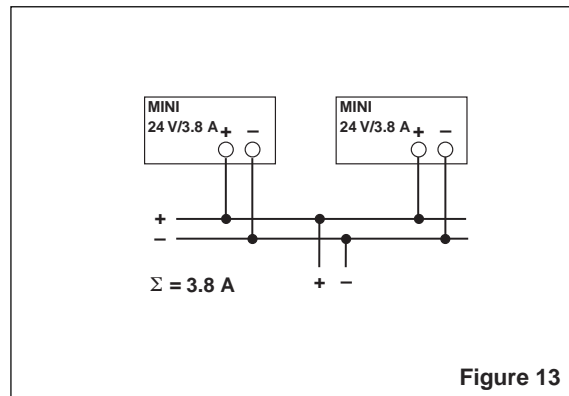 MINI
24 V/3.8 A + –
MINI
24 V/3.8 A + –
+
–
Σ = 3.8 A
+ –
Figure 13